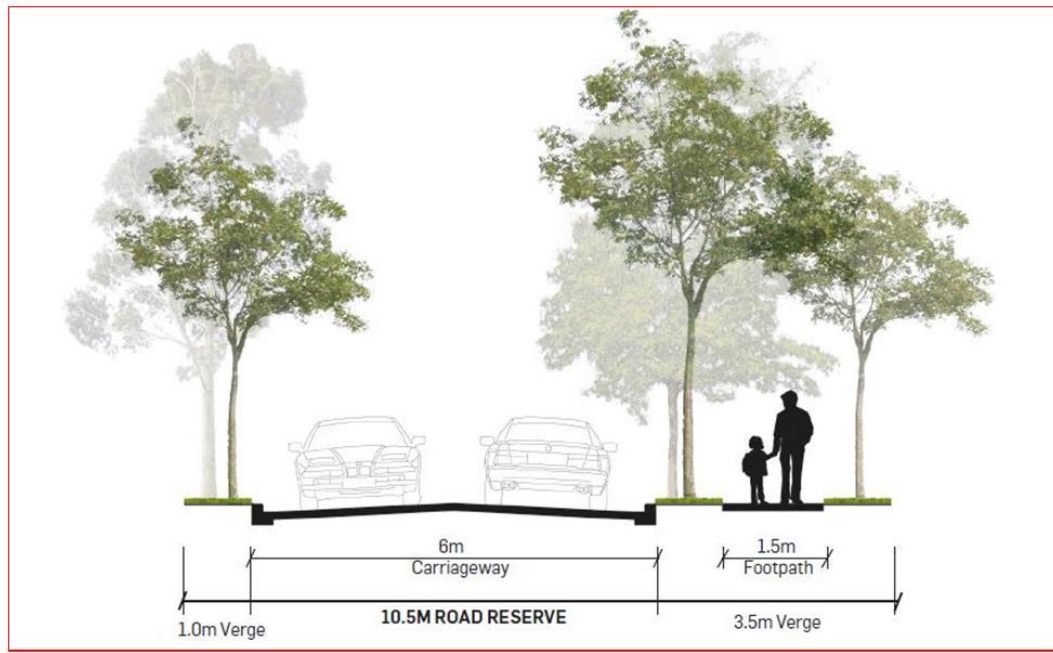 6m
Carriageway
1.5m
Footpath
10.5M ROAD RESERVE
1.0m Verge
3.5m Verge